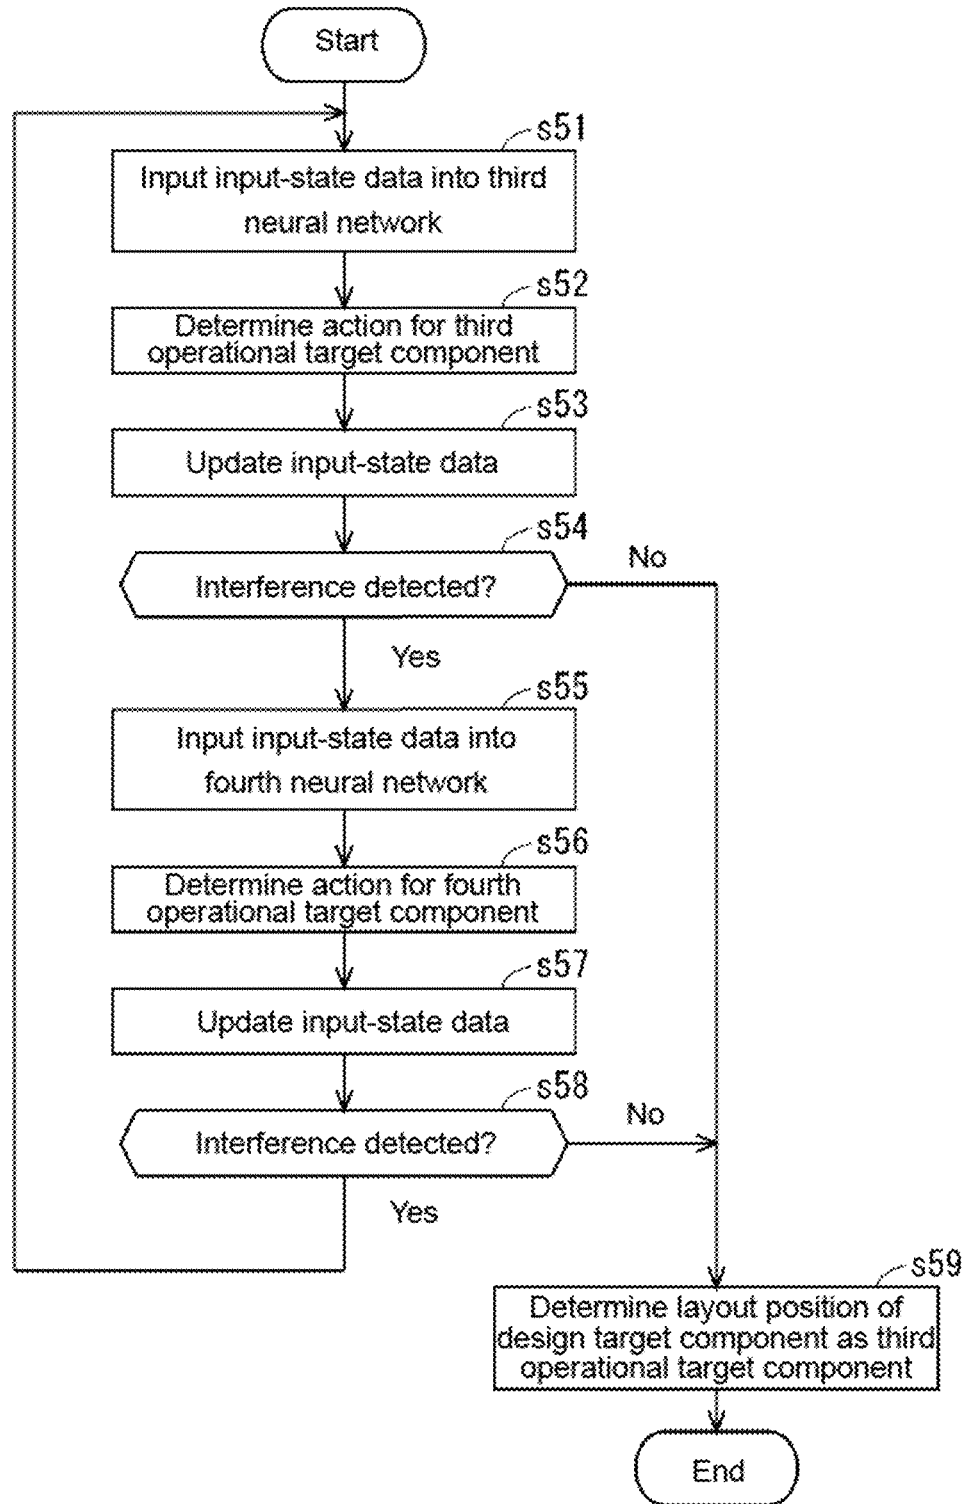 Start
s51
Input input-state data into third
neural network
s52
Determine action for third
operational target component
s53
Update input-state data
s54
Interference detected?
No
Yes
s55
Input input-state data into
fourth neural network
s56
Determine action for fourth
operational target component
s57
Update input-state data
s58
Interference detected?
No
Yes
s59
Determine layout position of
design target component as third
operational target component
End